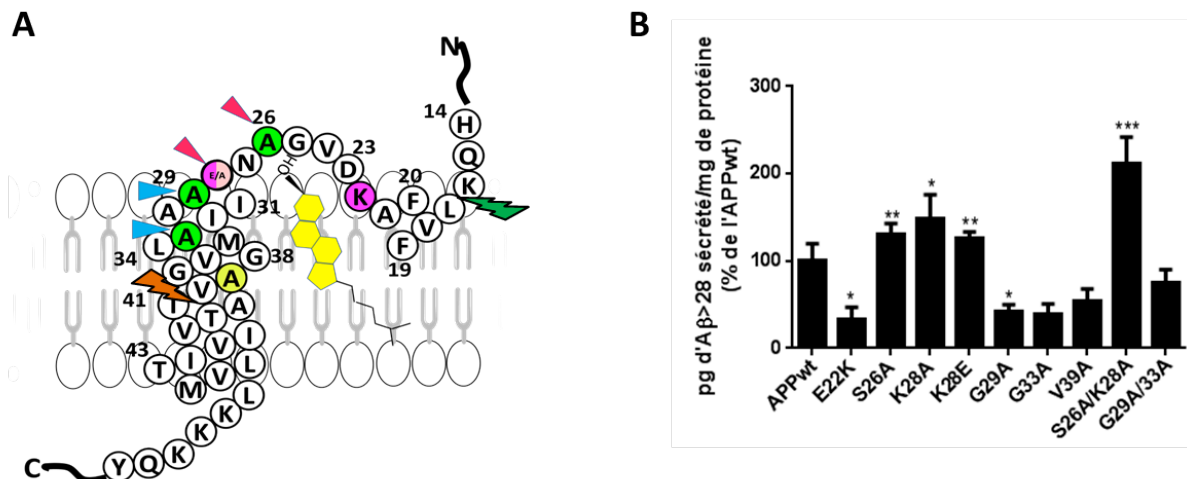 A
N
14 H
26
A G V 23 Q
29 E/A N OH D 20 K
A K F L
A I I 31 A V
L A M F
34 G V G 38 19
A
41 I V A
V T I
43 I V L
T M V L
K
K
K
C Y Q
B
pg d'Aβ>28 sécrété/mg de protéine
(% de l'APPwt)
300
200
100
0
* ** * ** * ***
APPwt
E22K
S26A
K28A
K28E
G29A
G33A
V39A
S26A/K28A
G29A/33A